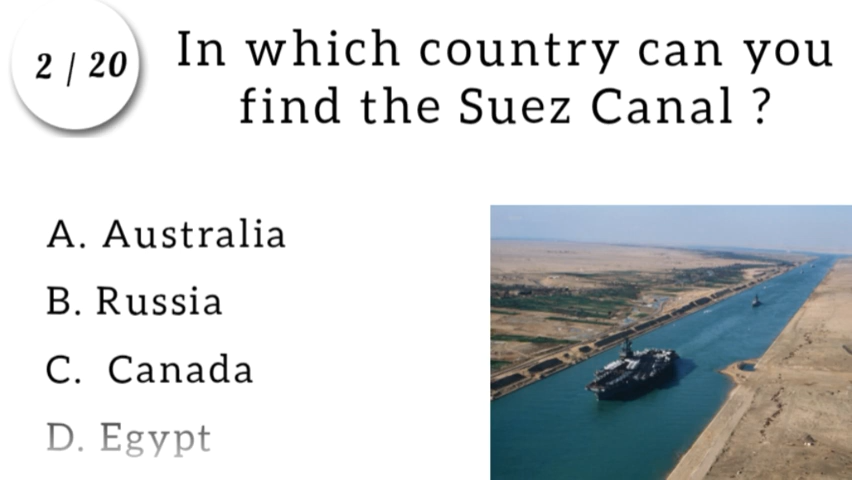 2 / 20
In which country can you
find the Suez Canal ?
A. Australia
B. Russia
C. Canada
D. Egypt